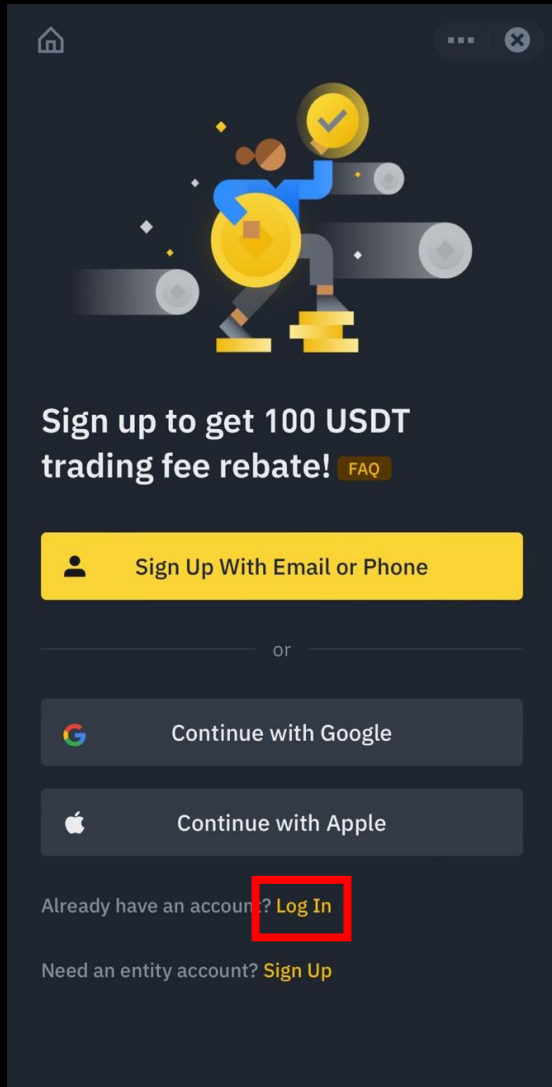 Sign up to get 100 USDT
trading fee rebate! FAQ
Sign Up With Email or Phone
or
Continue with Google
Continue with Apple
Already have an account? Log In
Need an entity account? Sign Up